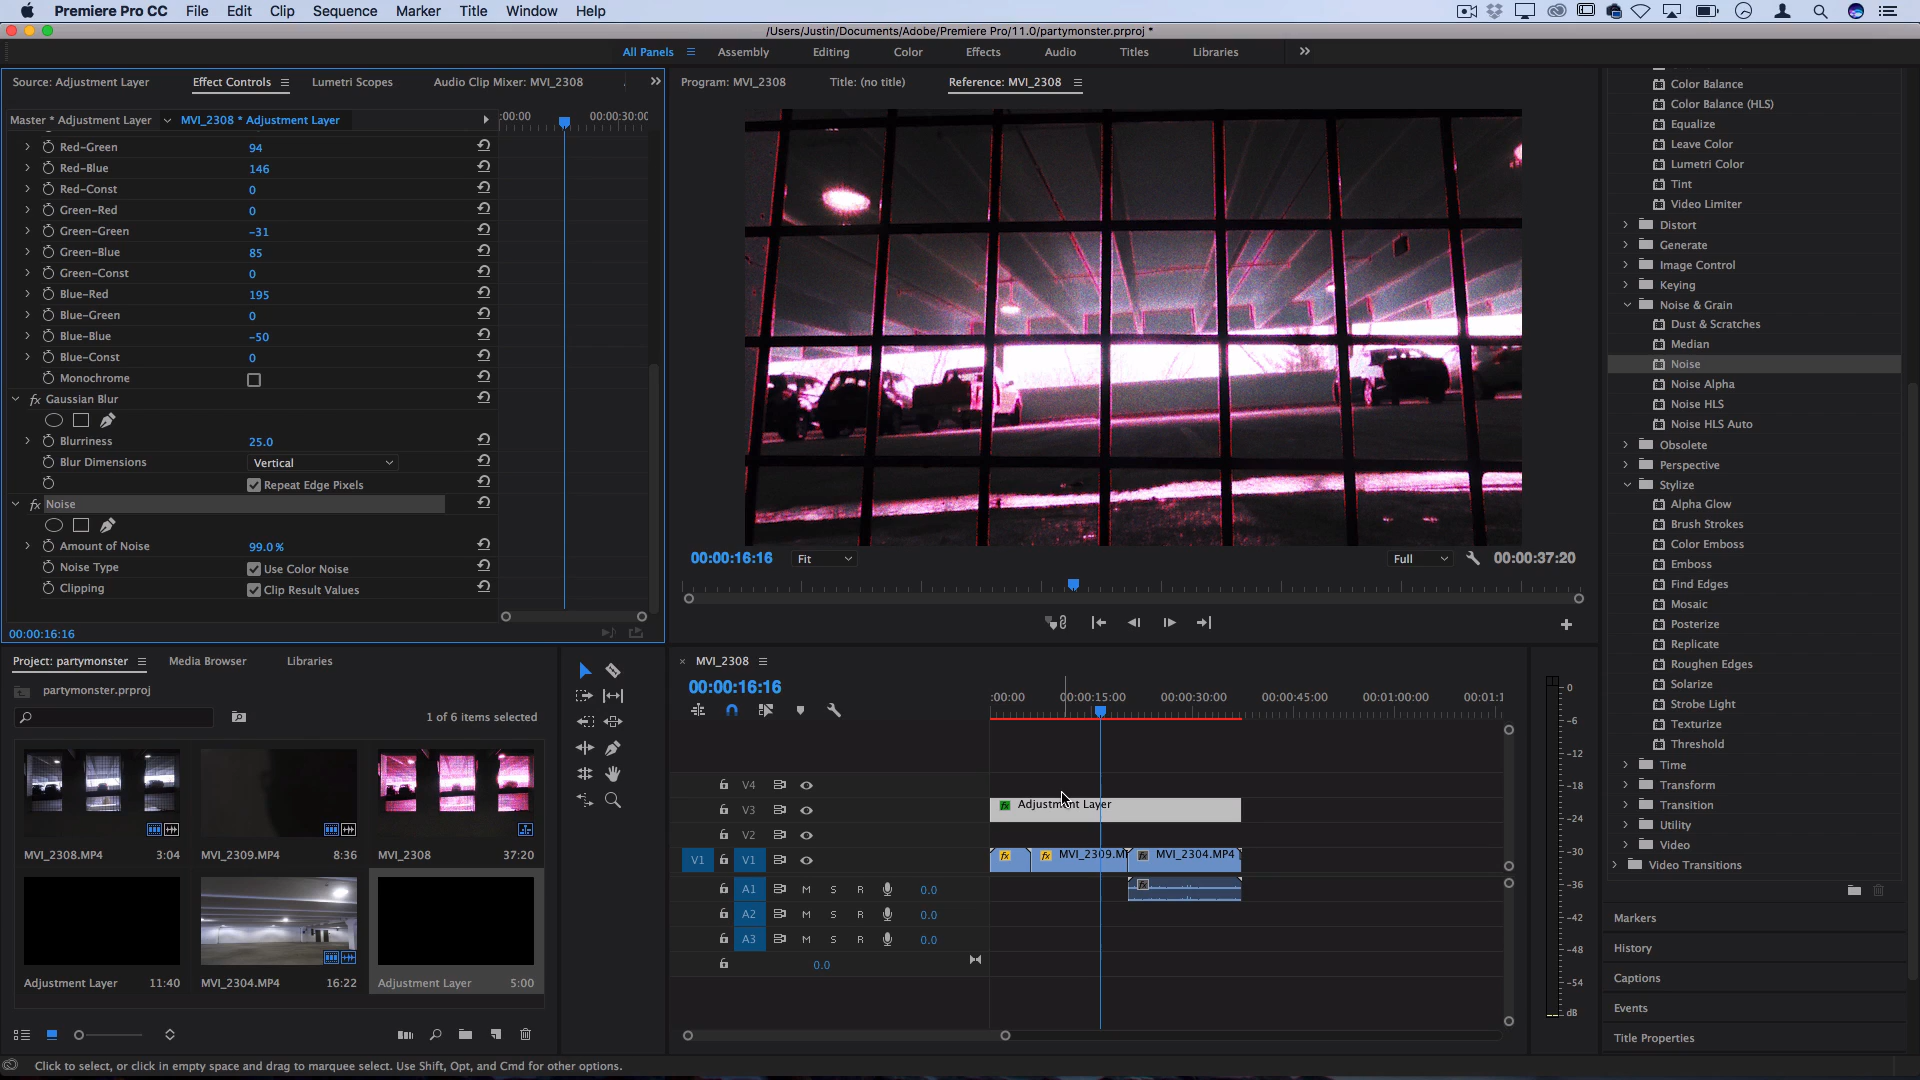 Premiere Pro CC File Edit Clip Sequence Marker Title Window Help
/Users/Justin/Documents/Adobe/Premiere Pro/11.0/partymonster.prproj *
All Panels Assembly Editing Color Effects Audio Titles Libraries
Source: Adjustment Layer Effect Controls Lumetri Scopes Audio Clip Mixer: MVI_2308
Master * Adjustment Layer MVI_2308 * Adjustment Layer
:00:00 00:00:30:00
Red-Green 94
Red-Blue 146
Red-Const 0
Green-Red 0
Green-Green -31
Green-Blue 85
Green-Const 0
Blue-Red 195
Blue-Green 0
Blue-Blue -50
Blue-Const 0
Monochrome
fx Gaussian Blur
Blurriness 25.0
Blur Dimensions Vertical
Repeat Edge Pixels
fx Noise
Amount of Noise 99.0 %
Noise Type Use Color Noise
Clipping Clip Result Values
00:00:16:16
Program: MVI_2308 Title: (no title) Reference: MVI_2308
00:00:16:16 Fit Full 00:00:37:20
Color Balance
Color Balance (HLS)
Equalize
Leave Color
Lumetri Color
Tint
Video Limiter
Distort
Generate
Image Control
Keying
Noise & Grain
Dust & Scratches
Median
Noise
Noise Alpha
Noise HLS
Noise HLS Auto
Obsolete
Perspective
Stylize
Alpha Glow
Brush Strokes
Color Emboss
Emboss
Find Edges
Mosaic
Posterize
Replicate
Roughen Edges
Solarize
Strobe Light
Texturize
Threshold
Time
Transform
Transition
Utility
Video
Video Transitions
Markers
History
Captions
Events
Title Properties
Project: partymonster Media Browser Libraries
partymonster.prproj
1 of 6 items selected
MVI_2308.MP4 3:04 MVI_2309.MP4 8:36 MVI_2308 37:20
Adjustment Layer 11:40 MVI_2304.MP4 16:22 Adjustment Layer 5:00
× MVI_2308
00:00:16:16
:00:00 00:00:15:00 00:00:30:00 00:00:45:00 00:01:00:00 00:01:1
V4
V3 fx Adjustment Layer
V2
V1 V1 fx fx MVI_2309.M fx MVI_2304.MP4
A1 M S R 0.0 fx
A2 M S R 0.0
A3 M S R 0.0
0.0
0
-6
-12
-18
-24
-30
-36
-42
-48
-54
dB
Click to select, or click in empty space and drag to marquee select. Use Shift, Opt, and Cmd for other options.